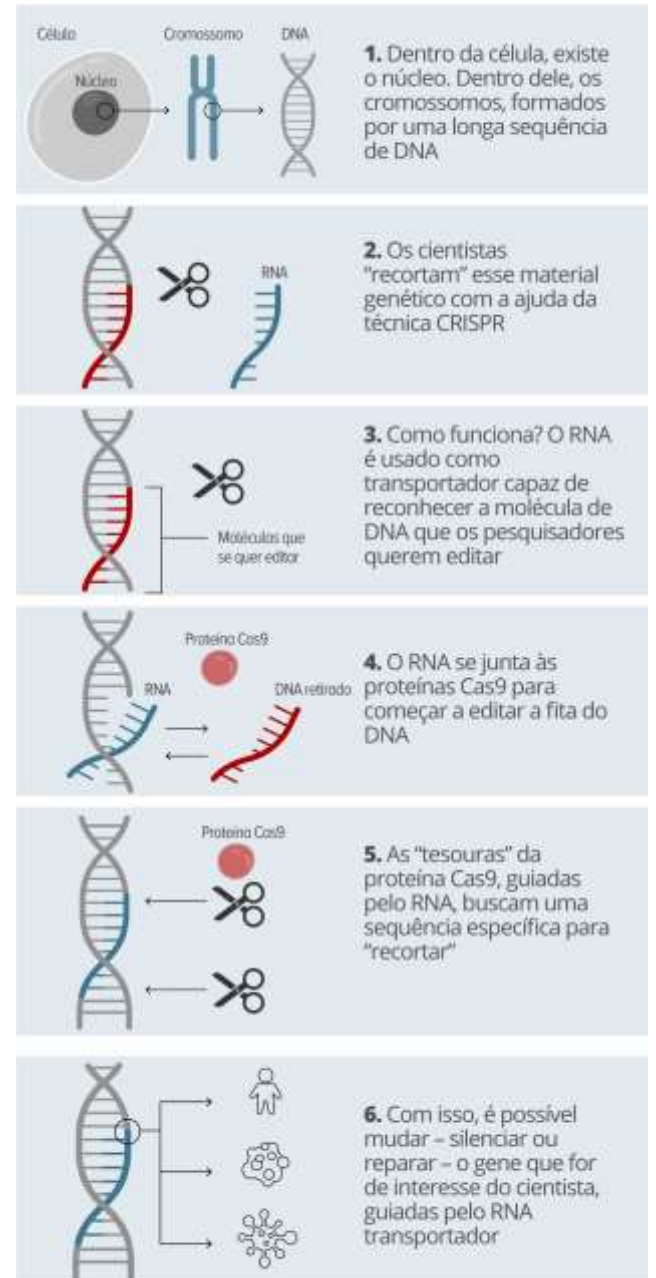 Célula
Cromossomo
DNA
Núcleo
1. Dentro da célula, existe
o núcleo. Dentro dele, os
cromossomos, formados
por uma longa sequência
de DNA
RNA
2. Os cientistas
"recortam" esse material
genético com a ajuda da
técnica CRISPR
Moléculas que
se quer editar
3. Como funciona? O RNA
é usado como
transportador capaz de
reconhecer a molécula de
DNA que os pesquisadores
querem editar
Proteína Cas9
RNA
DNA retirado
4. O RNA se junta às
proteínas Cas9 para
começar a editar a fita do
DNA
Proteína Cas9
5. As "tesouras" da
proteína Cas9, guiadas
pelo RNA, buscam uma
sequência específica para
"recortar"
6. Com isso, é possível
mudar – silenciar ou
reparar – o gene que for
de interesse do cientista,
guiadas pelo RNA
transportador